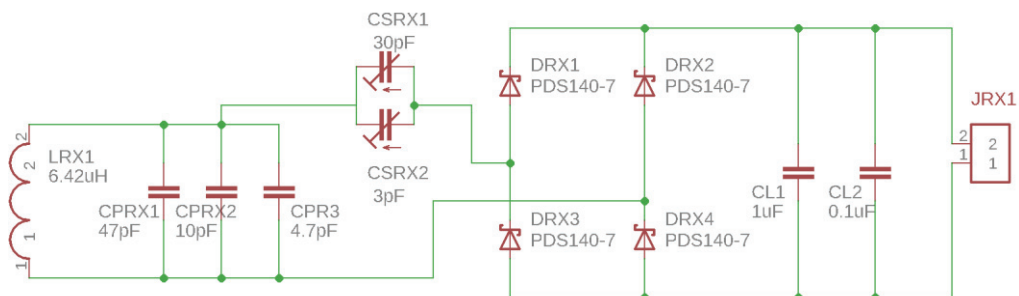 CSRX1
30pF
CSRX2
3pF
2
2
LRX1
6.42uH
1
1
CPRX1
47pF
CPRX2
10pF
CPR3
4.7pF
DRX1
PDS140-7
DRX2
PDS140-7
DRX3
PDS140-7
DRX4
PDS140-7
CL1
1uF
CL2
0.1uF
JRX1
2 2
1 1